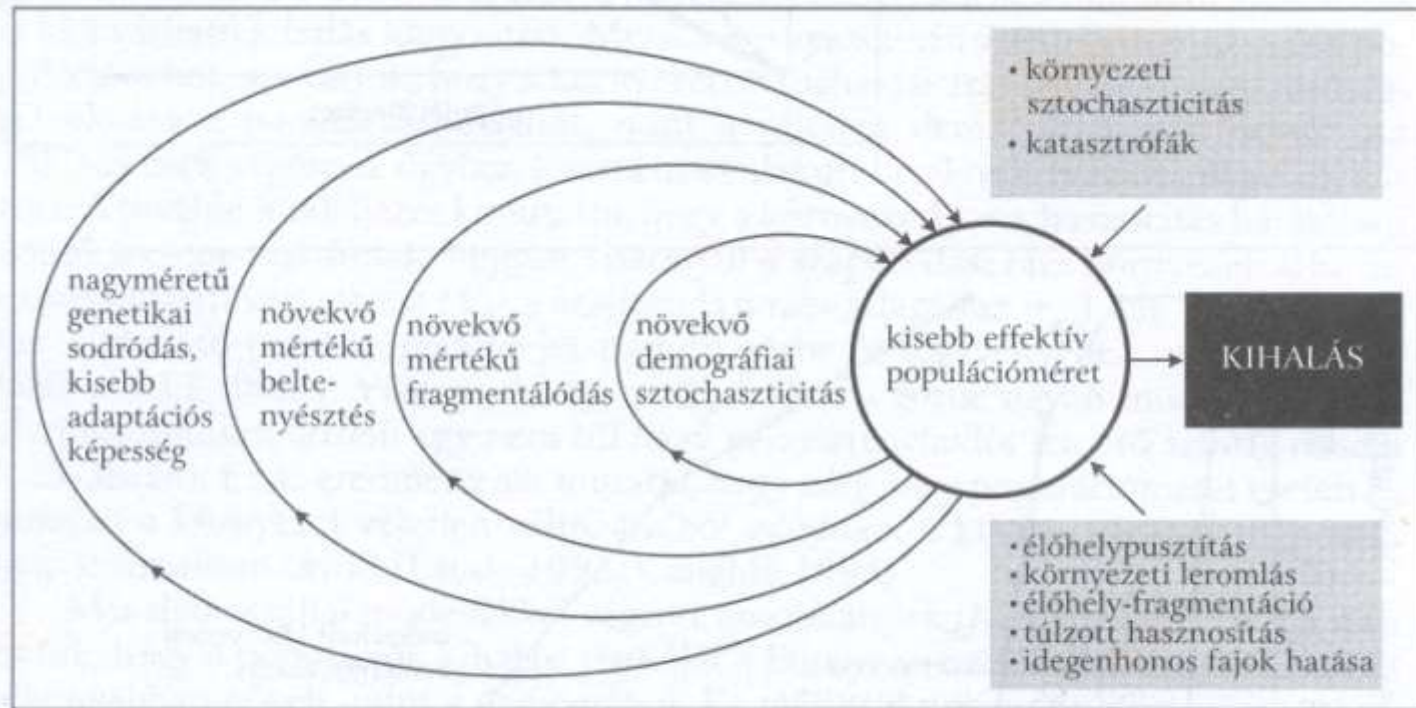 • környezeti
sztochaszticitás
• katasztrófák
nagyméretű
genetikai
sodródás,
kisebb
adaptációs
képesség
növekvő
mértékű
belte-
nyésztés
növekvő
mértékű
fragmentálódás
növekvő
demográfiai
sztochaszticitás
kisebb effektív
populációméret
KIHALÁS
• élőhelypusztítás
• környezeti leromlás
• élőhely-fragmentáció
• túlzott hasznosítás
• idegenhonos fajok hatása